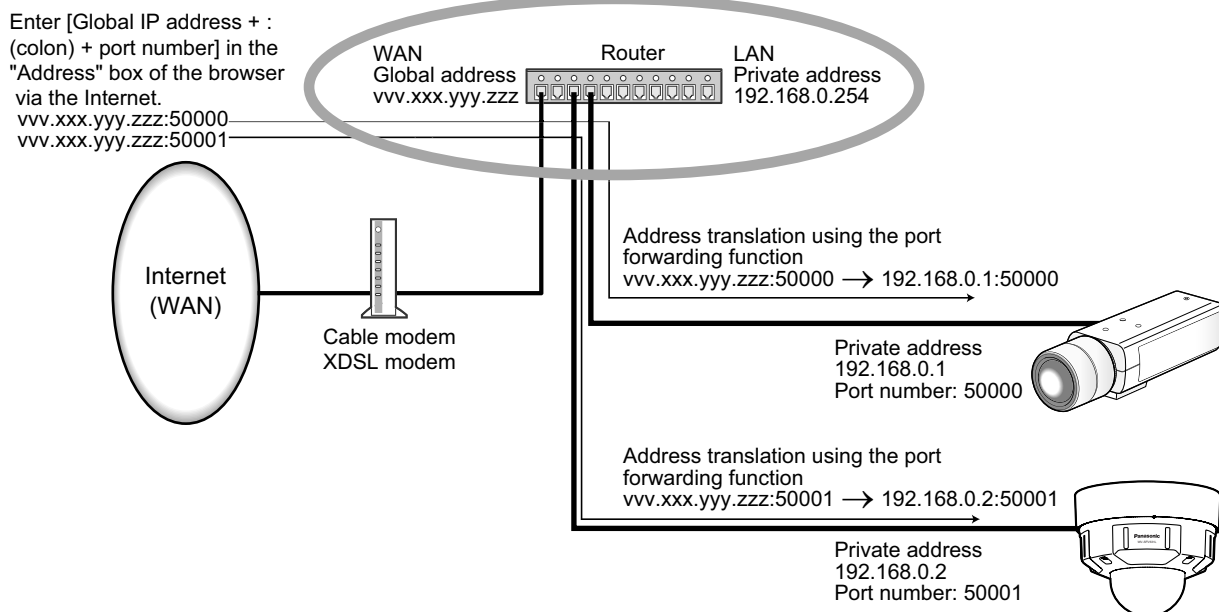 Enter [Global IP address + :
(colon) + port number] in the
"Address" box of the browser
via the Internet.
vvv.xxx.yyy.zzz:50000
vvv.xxx.yyy.zzz:50001
WAN
Global address
vvv.xxx.yyy.zzz
Router
LAN
Private address
192.168.0.254
Internet
(WAN)
Cable modem
XDSL modem
Address translation using the port
forwarding function
vvv.xxx.yyy.zzz:50000 → 192.168.0.1:50000
Private address
192.168.0.1
Port number: 50000
Address translation using the port
forwarding function
vvv.xxx.yyy.zzz:50001 → 192.168.0.2:50001
Panasonic
Private address
192.168.0.2
Port number: 50001